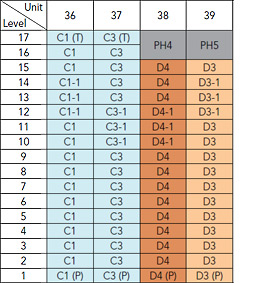 Unit 36 37 38 39
Level
17 C1 (T) C3 (T) PH4 PH5
16 C1 C3
15 C1 C3 D4 D3
14 C1-1 C3 D4 D3-1
13 C1-1 C3 D4 D3-1
12 C1-1 C3-1 D4-1 D3-1
11 C1 C3-1 D4-1 D3
10 C1 C3-1 D4-1 D3
9 C1 C3 D4 D3
8 C1 C3 D4 D3
7 C1 C3 D4 D3
6 C1 C3 D4 D3
5 C1 C3 D4 D3
4 C1 C3 D4 D3
3 C1 C3 D4 D3
2 C1 C3 D4 D3
1 C1 (P) C3 (P) D4 (P) D3 (P)